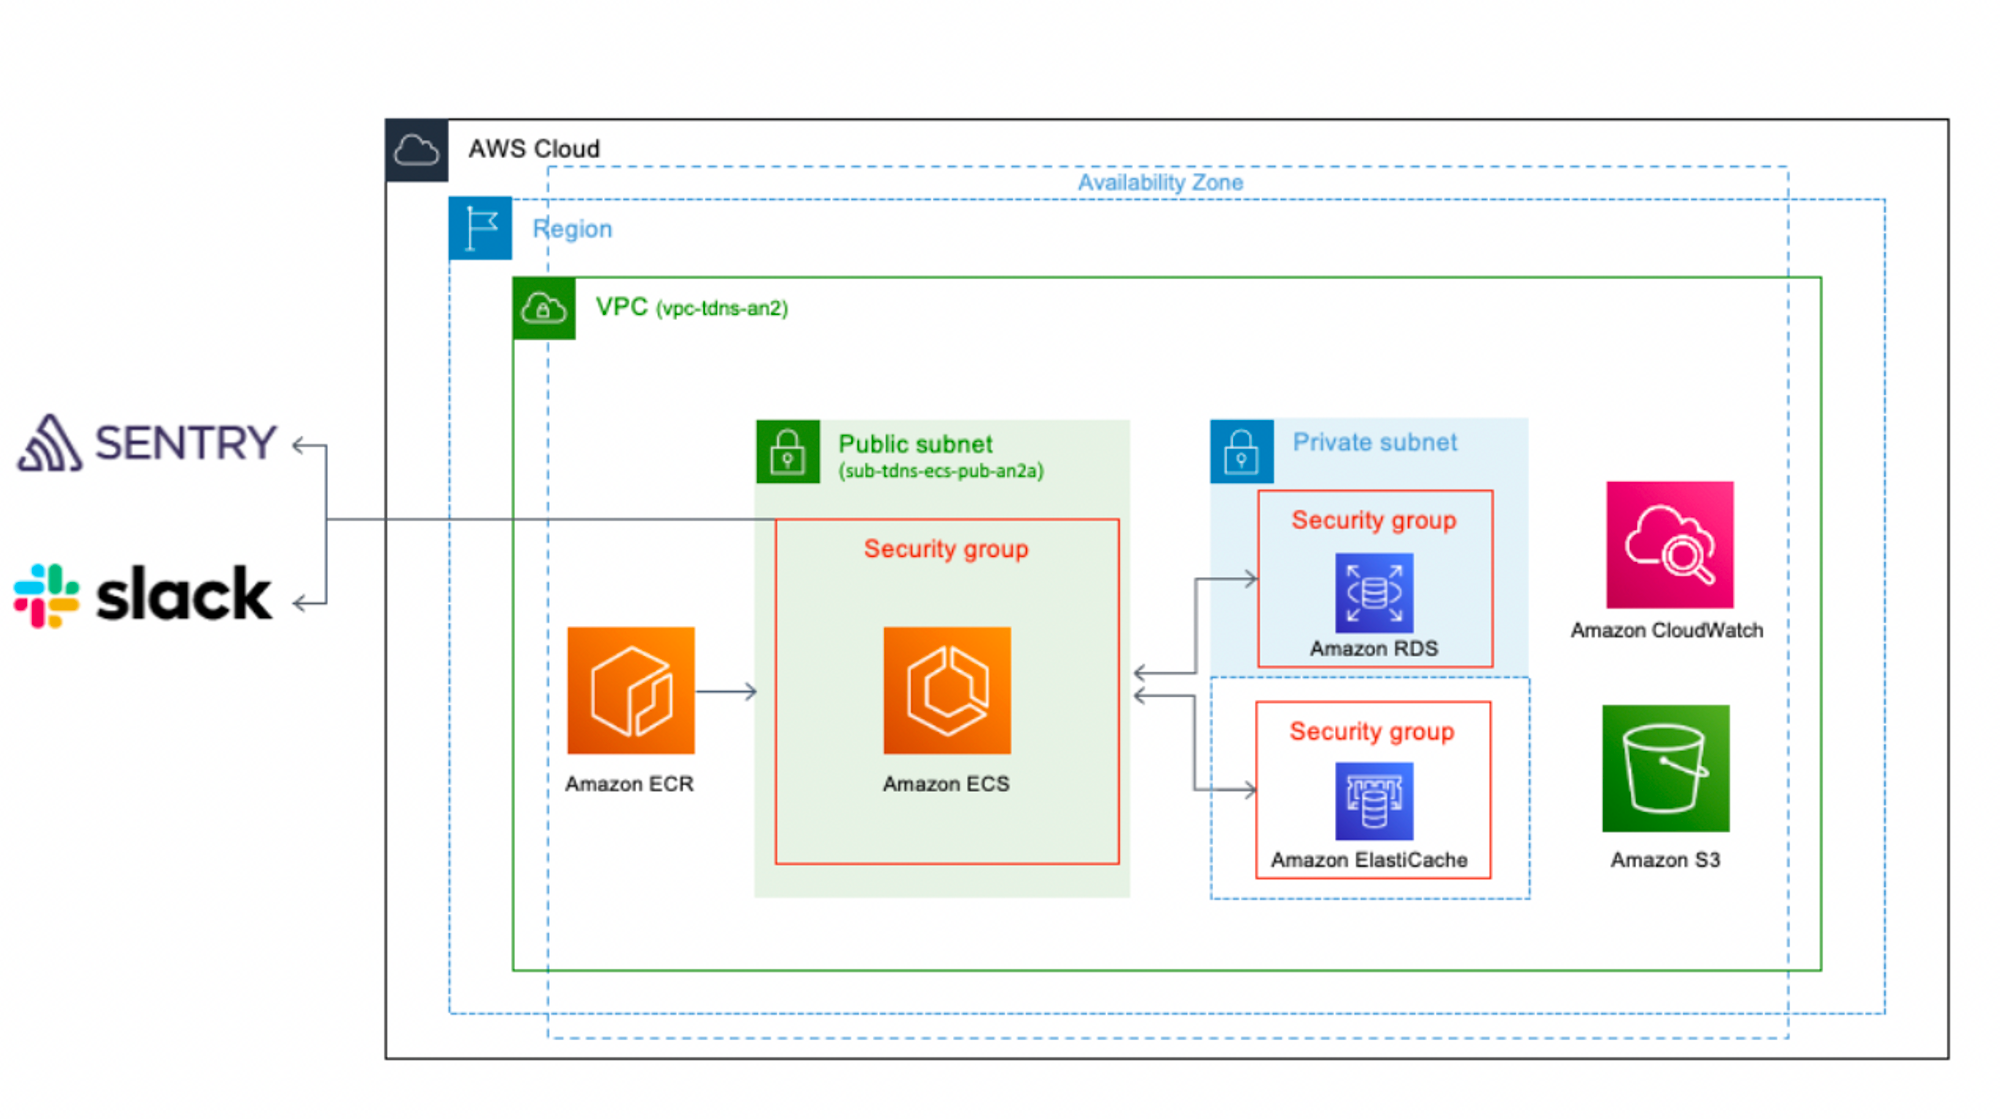 AWS Cloud
Availability Zone
Region
VPC (vpc-tdns-an2)
SENTRY
slack
Public subnet
(sub-tdns-ecs-pub-an2a)
Security group
Amazon ECR
Amazon ECS
Private subnet
Security group
Amazon RDS
Security group
Amazon ElastiCache
Amazon CloudWatch
Amazon S3